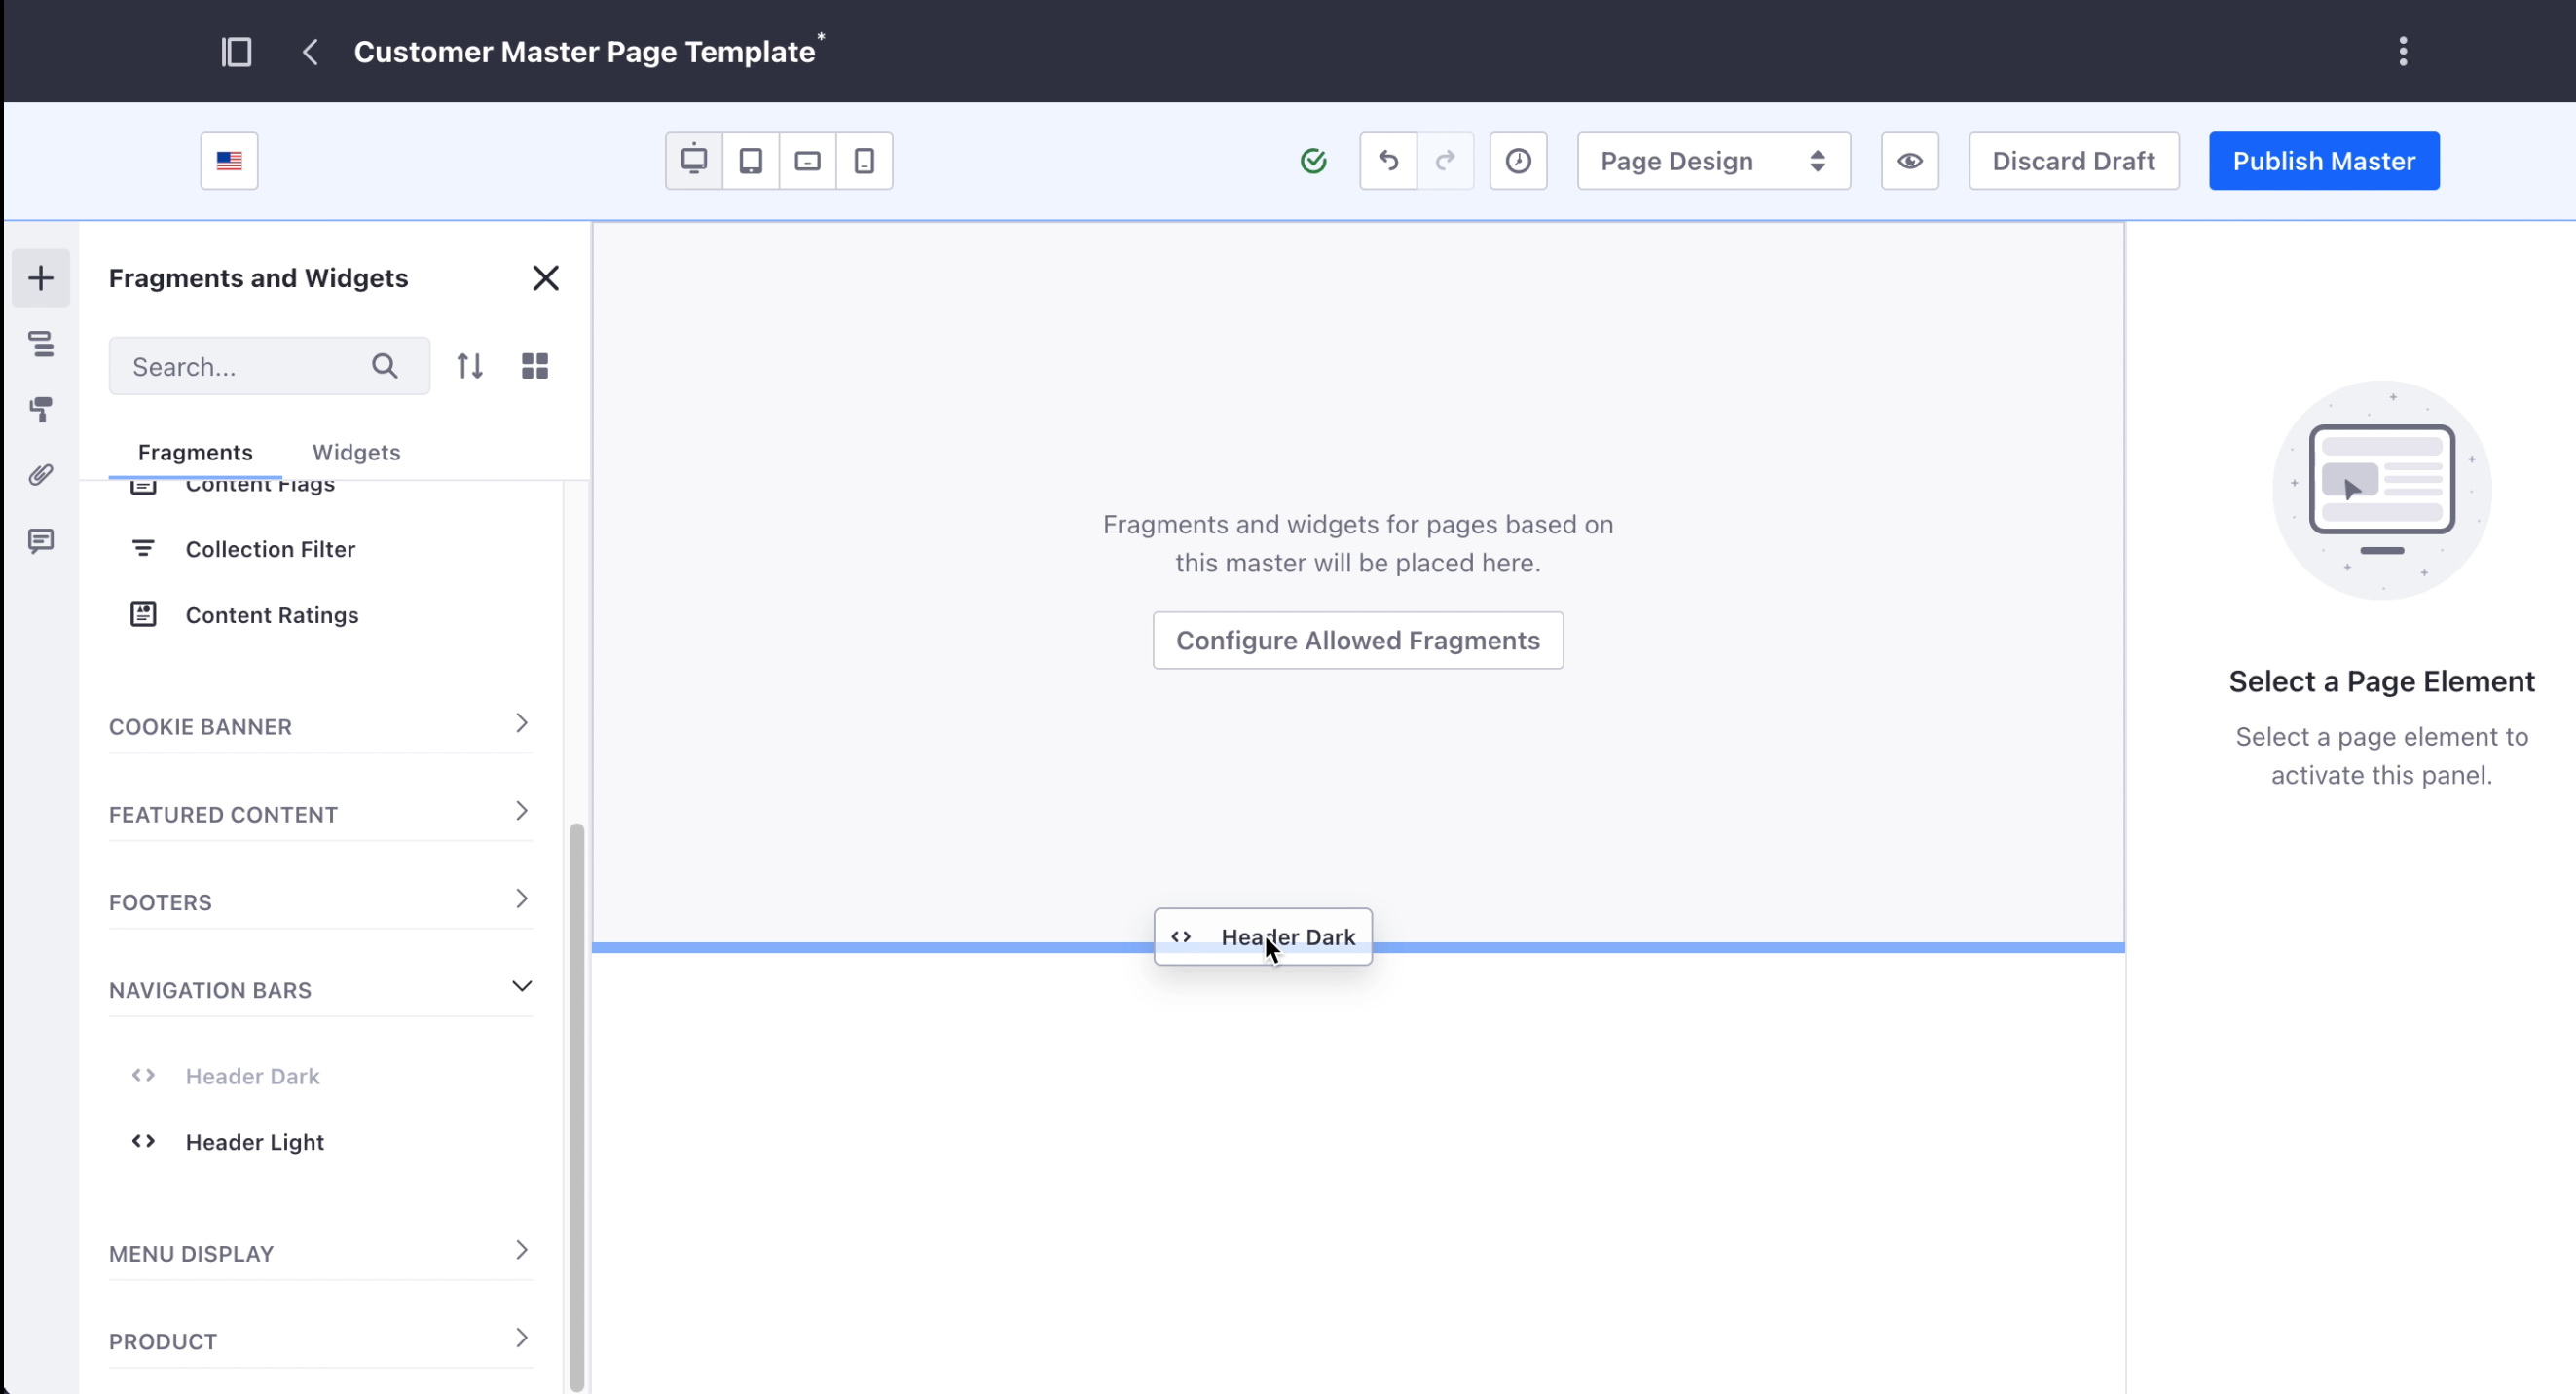 Customer Master Page Template*
Page Design
Discard Draft
Publish Master
Fragments and Widgets
Search...
Fragments
Widgets
Content Flags
Collection Filter
Content Ratings
COOKIE BANNER
FEATURED CONTENT
FOOTERS
NAVIGATION BARS
Header Dark
Header Light
MENU DISPLAY
PRODUCT
Fragments and widgets for pages based on
this master will be placed here.
Configure Allowed Fragments
Header Dark
Select a Page Element
Select a page element to
activate this panel.